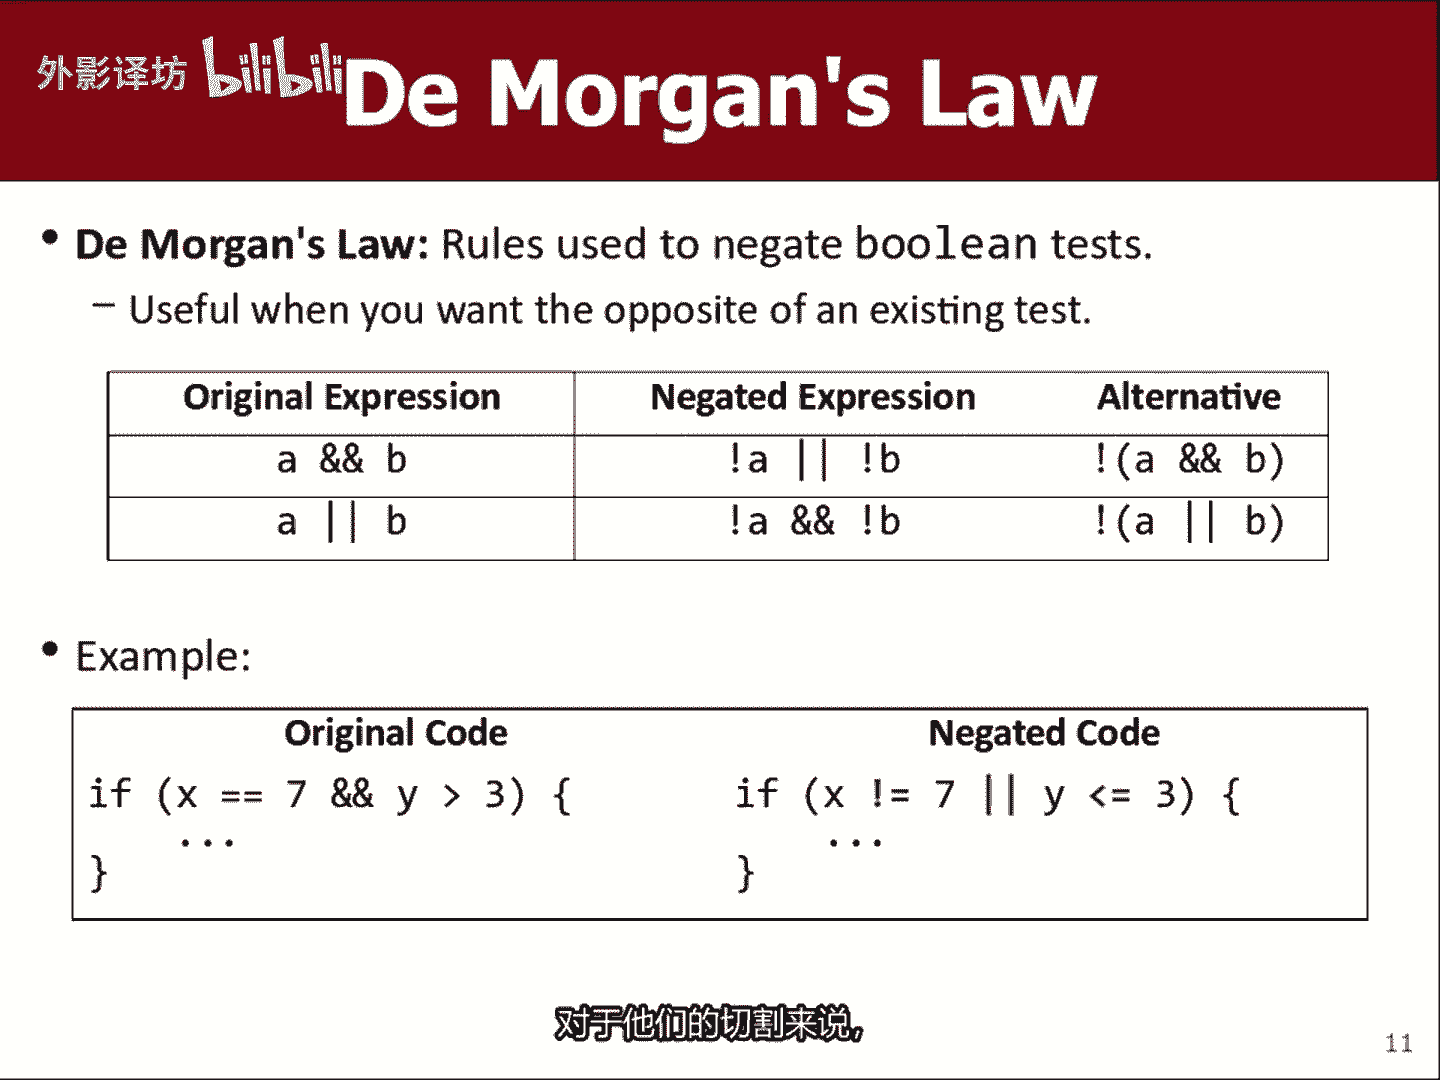 外影译坊 bilibili
De Morgan's Law
• De Morgan's Law: Rules used to negate boolean tests.
– Useful when you want the opposite of an existing test.
Original Expression Negated Expression Alternative
a && b !a || !b !(a && b)
a || b !a && !b !(a || b)
• Example:
Original Code Negated Code
if (x == 7 && y > 3) { if (x != 7 || y <= 3) {
... ...
} }
对于他们的切割来说,
11